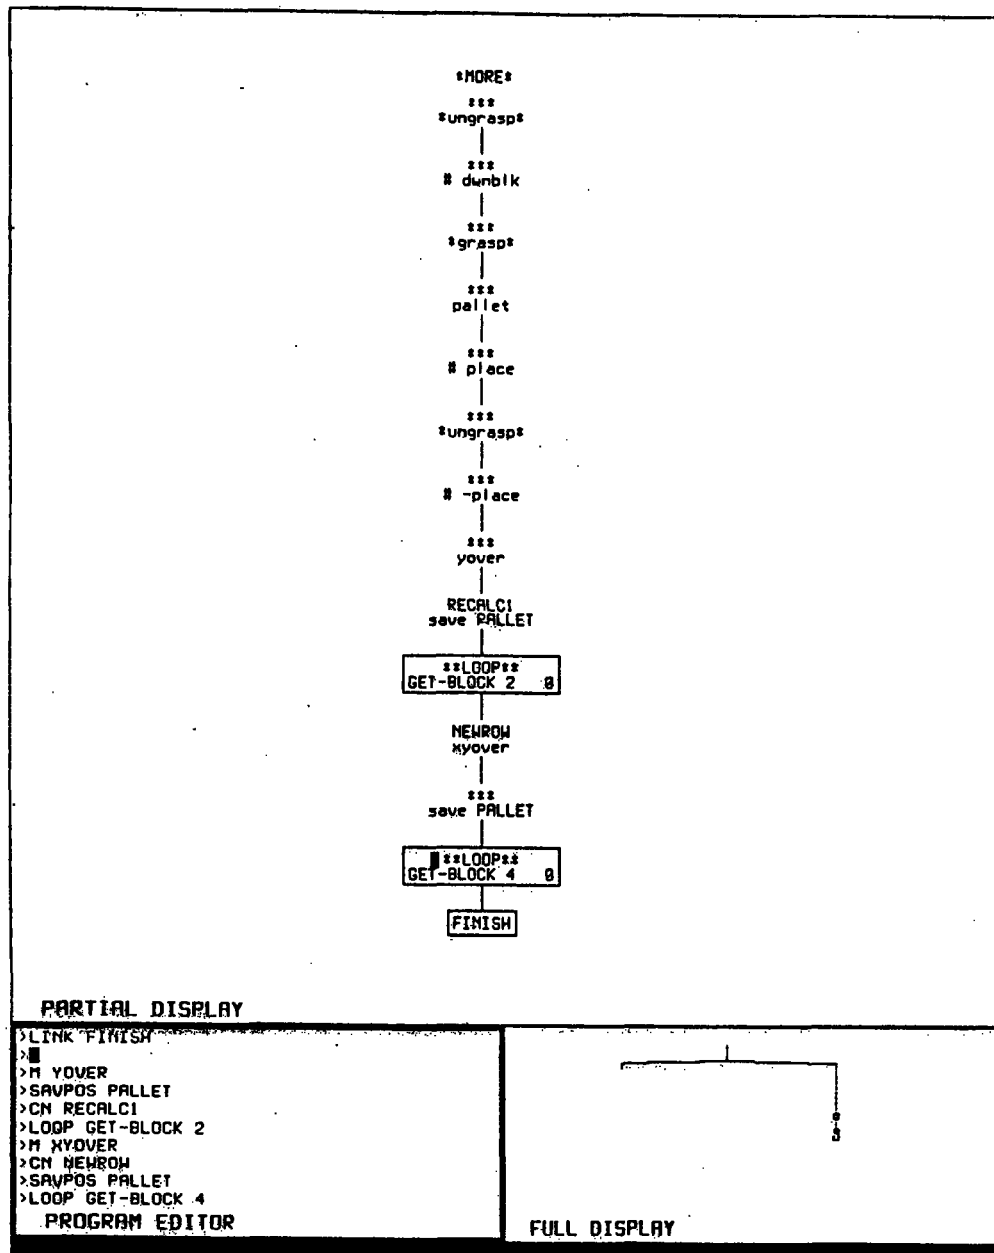 *MORE*
***
*ungrasp*
***
# dwnblk
***
*grasp*
***
pallet
***
# place
***
*ungrasp*
***
# -place
***
yover
RECALC1
save PALLET
**LOOP**
GET-BLOCK 2 0
NEWROW
xyover
***
save PALLET
**LOOP**
GET-BLOCK 4 0
FINISH
PARTIAL DISPLAY
>LINK FINISH
>
>M YOVER
>SAVPOS PALLET
>CN RECALC1
>LOOP GET-BLOCK 2
>M XYOVER
>CN NEWROW
>SAVPOS PALLET
>LOOP GET-BLOCK 4
PROGRAM EDITOR
FULL DISPLAY